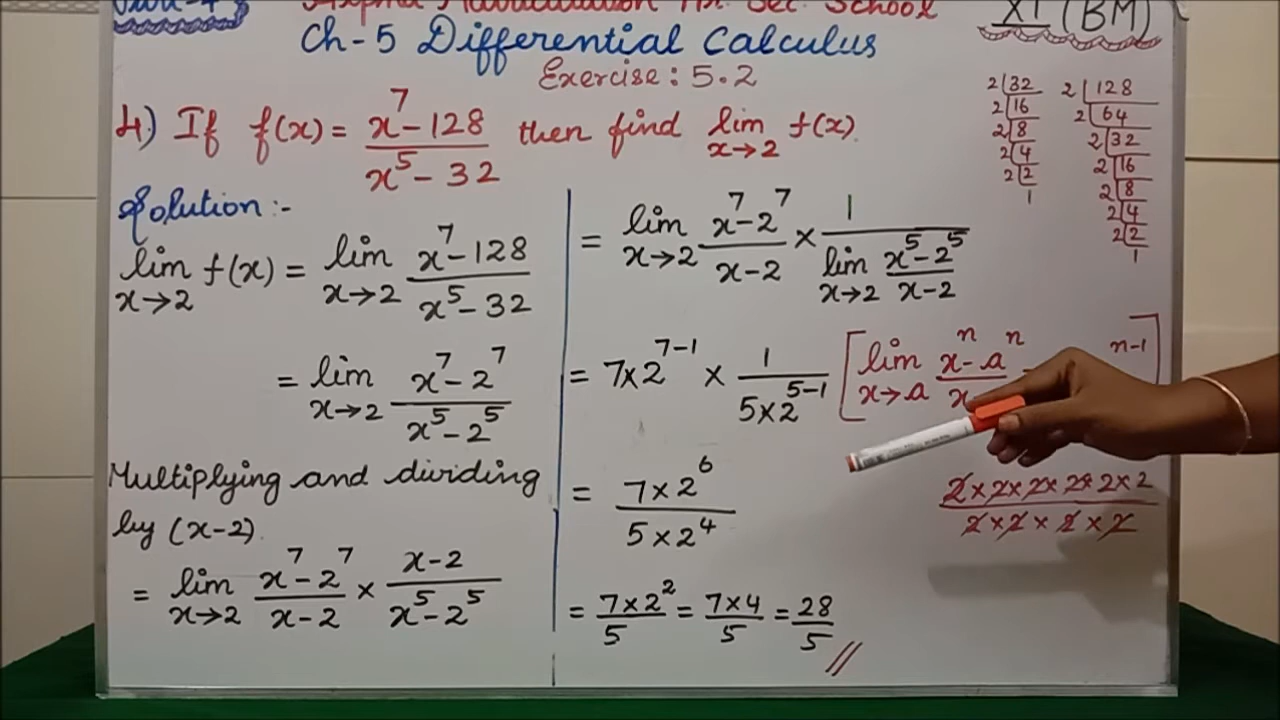 Sec. School
XI (BM)
Ch-5 Differential Calculus
Exercise: 5.2
4.) If f(x) = x^7 - 128 / x^5 - 32 then find lim x→2 f(x).
2 | 32
2 | 16
2 | 8
2 | 4
2 | 2
1
2 | 128
2 | 64
2 | 32
2 | 16
2 | 8
2 | 4
2 | 2
1
Solution :-
lim x→2 f(x) = lim x→2 x^7 - 128 / x^5 - 32
= lim x→2 x^7 - 2^7 / x^5 - 2^5
Multiplying and dividing
by (x-2).
= lim x→2 x^7 - 2^7 / x-2 × x-2 / x^5 - 2^5
= lim x→2 x^7 - 2^7 / x-2 × 1 / lim x→2 x^5 - 2^5 / x-2
= 7×2^7-1 × 1 / 5×2^5-1 [lim x→a x^n - a^n / x n-1]
= 7×2^6 / 5×2^4
2×2×2×2×2×2 / 2×2×2×2
= 7×2^2 / 5 = 7×4 / 5 = 28 / 5 //